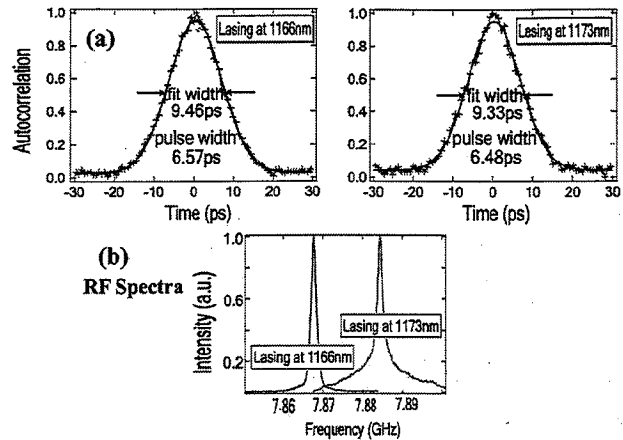 (a)
Autocorrelation
1.0
0.8
0.6
0.4
0.2
0.0
Lasing at 1166nm
fit width
9.46ps
pulse width
6.57ps
-30 -20 -10 0 10 20 30
Time (ps)
1.0
0.8
0.6
0.4
0.2
0.0
Lasing at 1173nm
fit width
9.33ps
pulse width
6.48ps
-30 -20 -10 0 10 20 30
Time (ps)
(b)
RF Spectra
Intensity (a.u.)
1.0
0.8
0.6
0.4
0.2
Lasing at 1173nm
Lasing at 1166nm
7.86 7.87 7.88 7.89
Frequency (GHz)